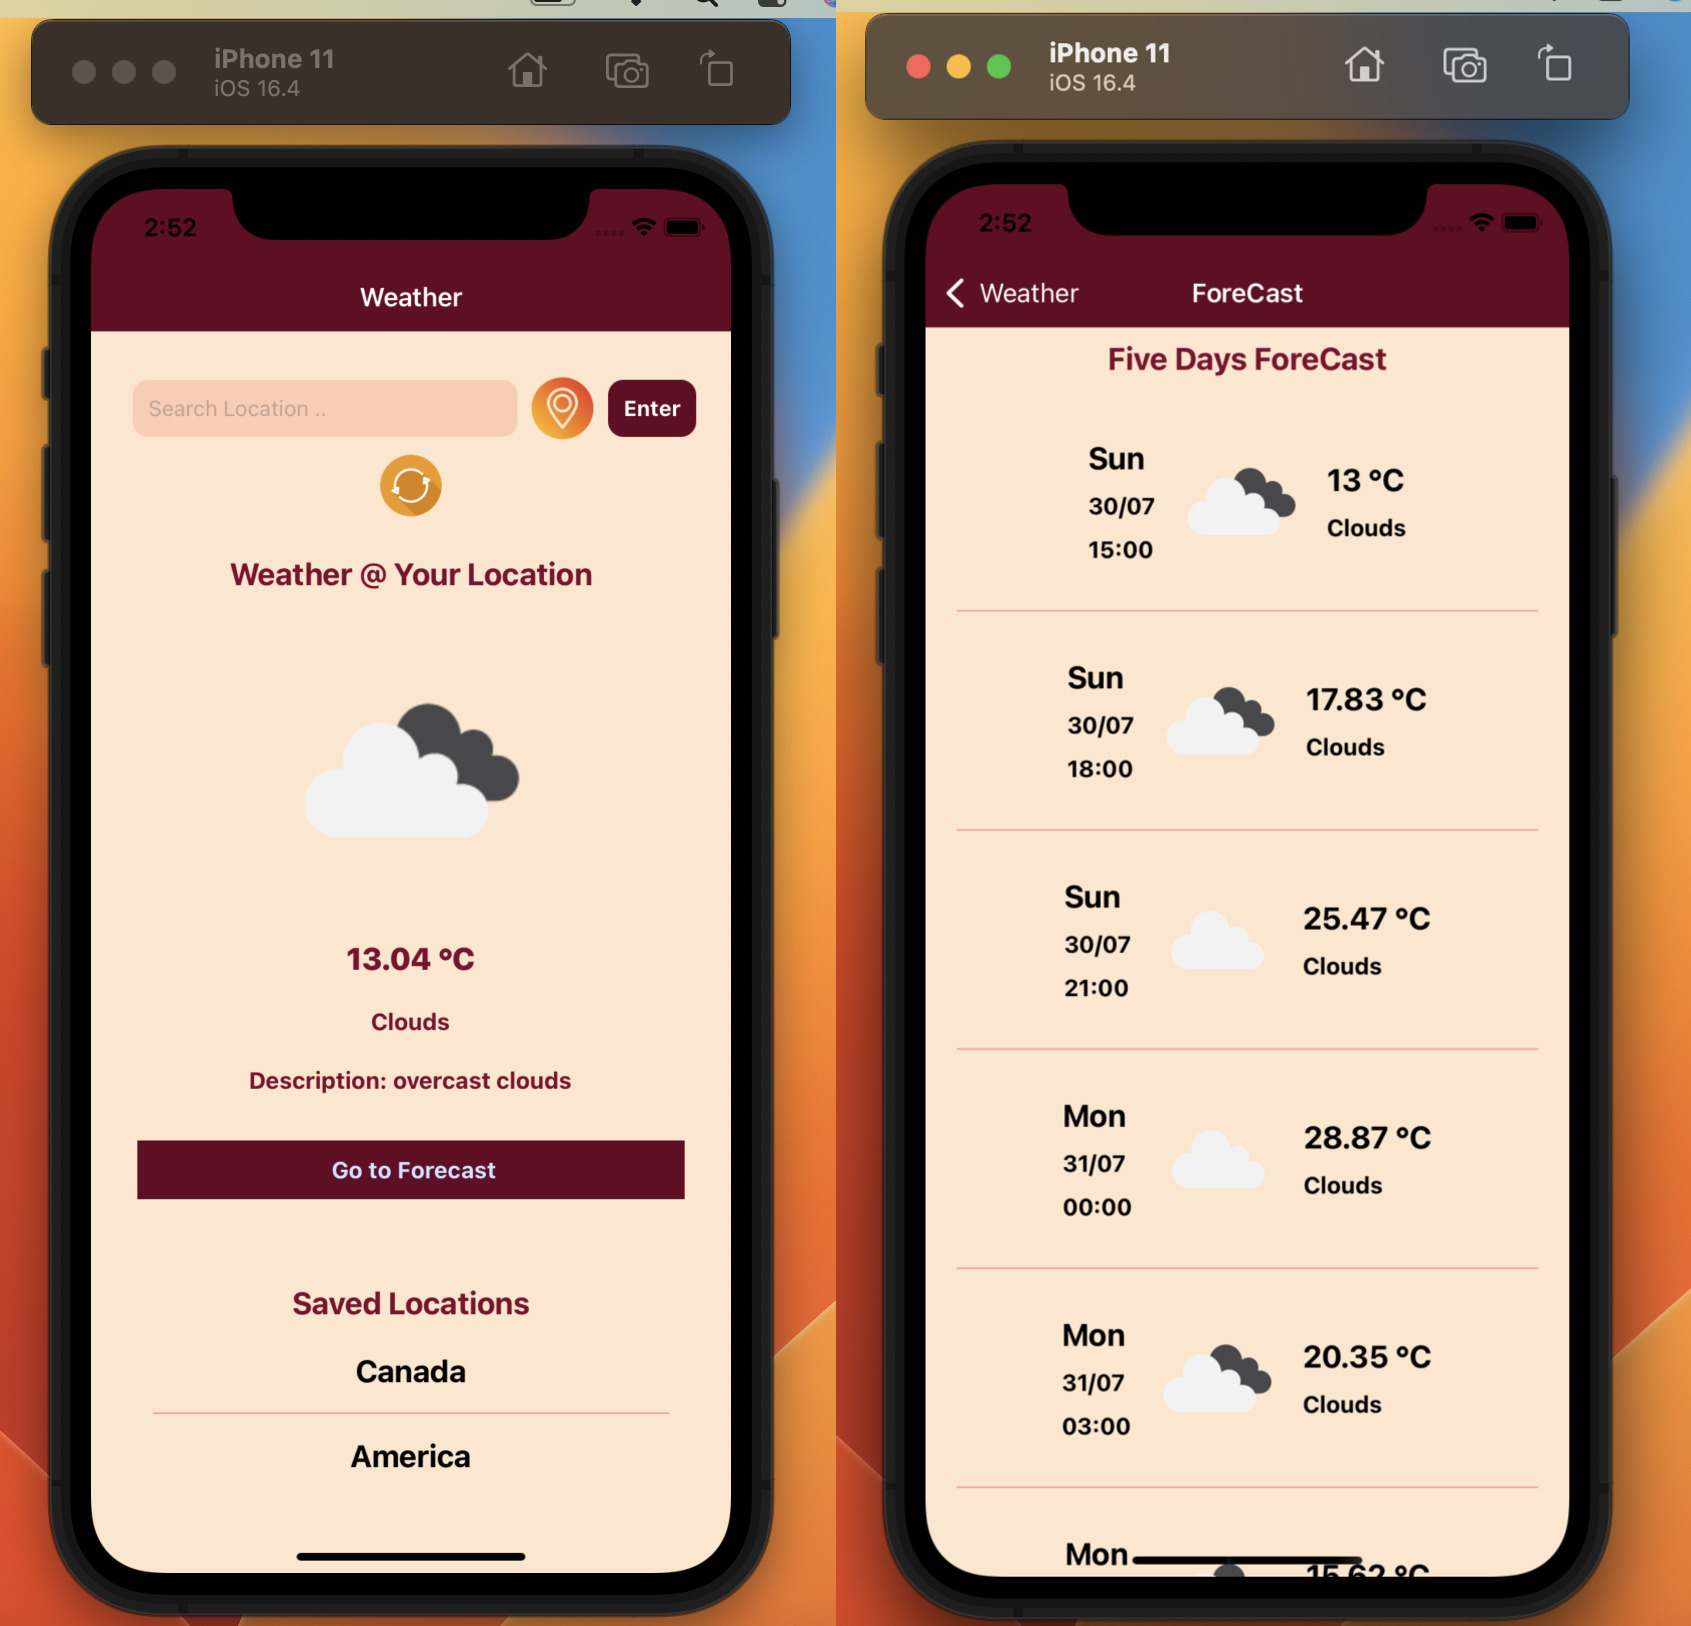 iPhone 11
iOS 16.4
2:52
Weather
Search Location ..
Enter
Weather @ Your Location
13.04 °C
Clouds
Description: overcast clouds
Go to Forecast
Saved Locations
Canada
America
iPhone 11
iOS 16.4
2:52
Weather
ForeCast
Five Days ForeCast
Sun
30/07
15:00
13 °C
Clouds
Sun
30/07
18:00
17.83 °C
Clouds
Sun
30/07
21:00
25.47 °C
Clouds
Mon
31/07
00:00
28.87 °C
Clouds
Mon
31/07
03:00
20.35 °C
Clouds
Mon
15.62 °C